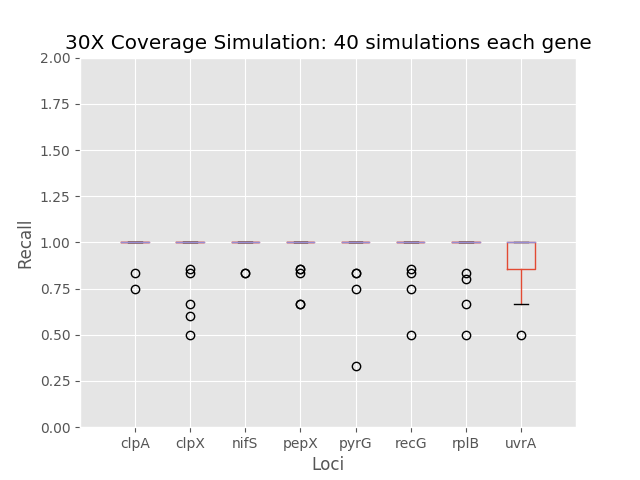 30X Coverage Simulation: 40 simulations each gene
2.00
1.75
1.50
1.25
1.00
0.75
0.50
0.25
0.00
Recall
clpA clpX nifS pepX pyrG recG rplB uvrA
Loci